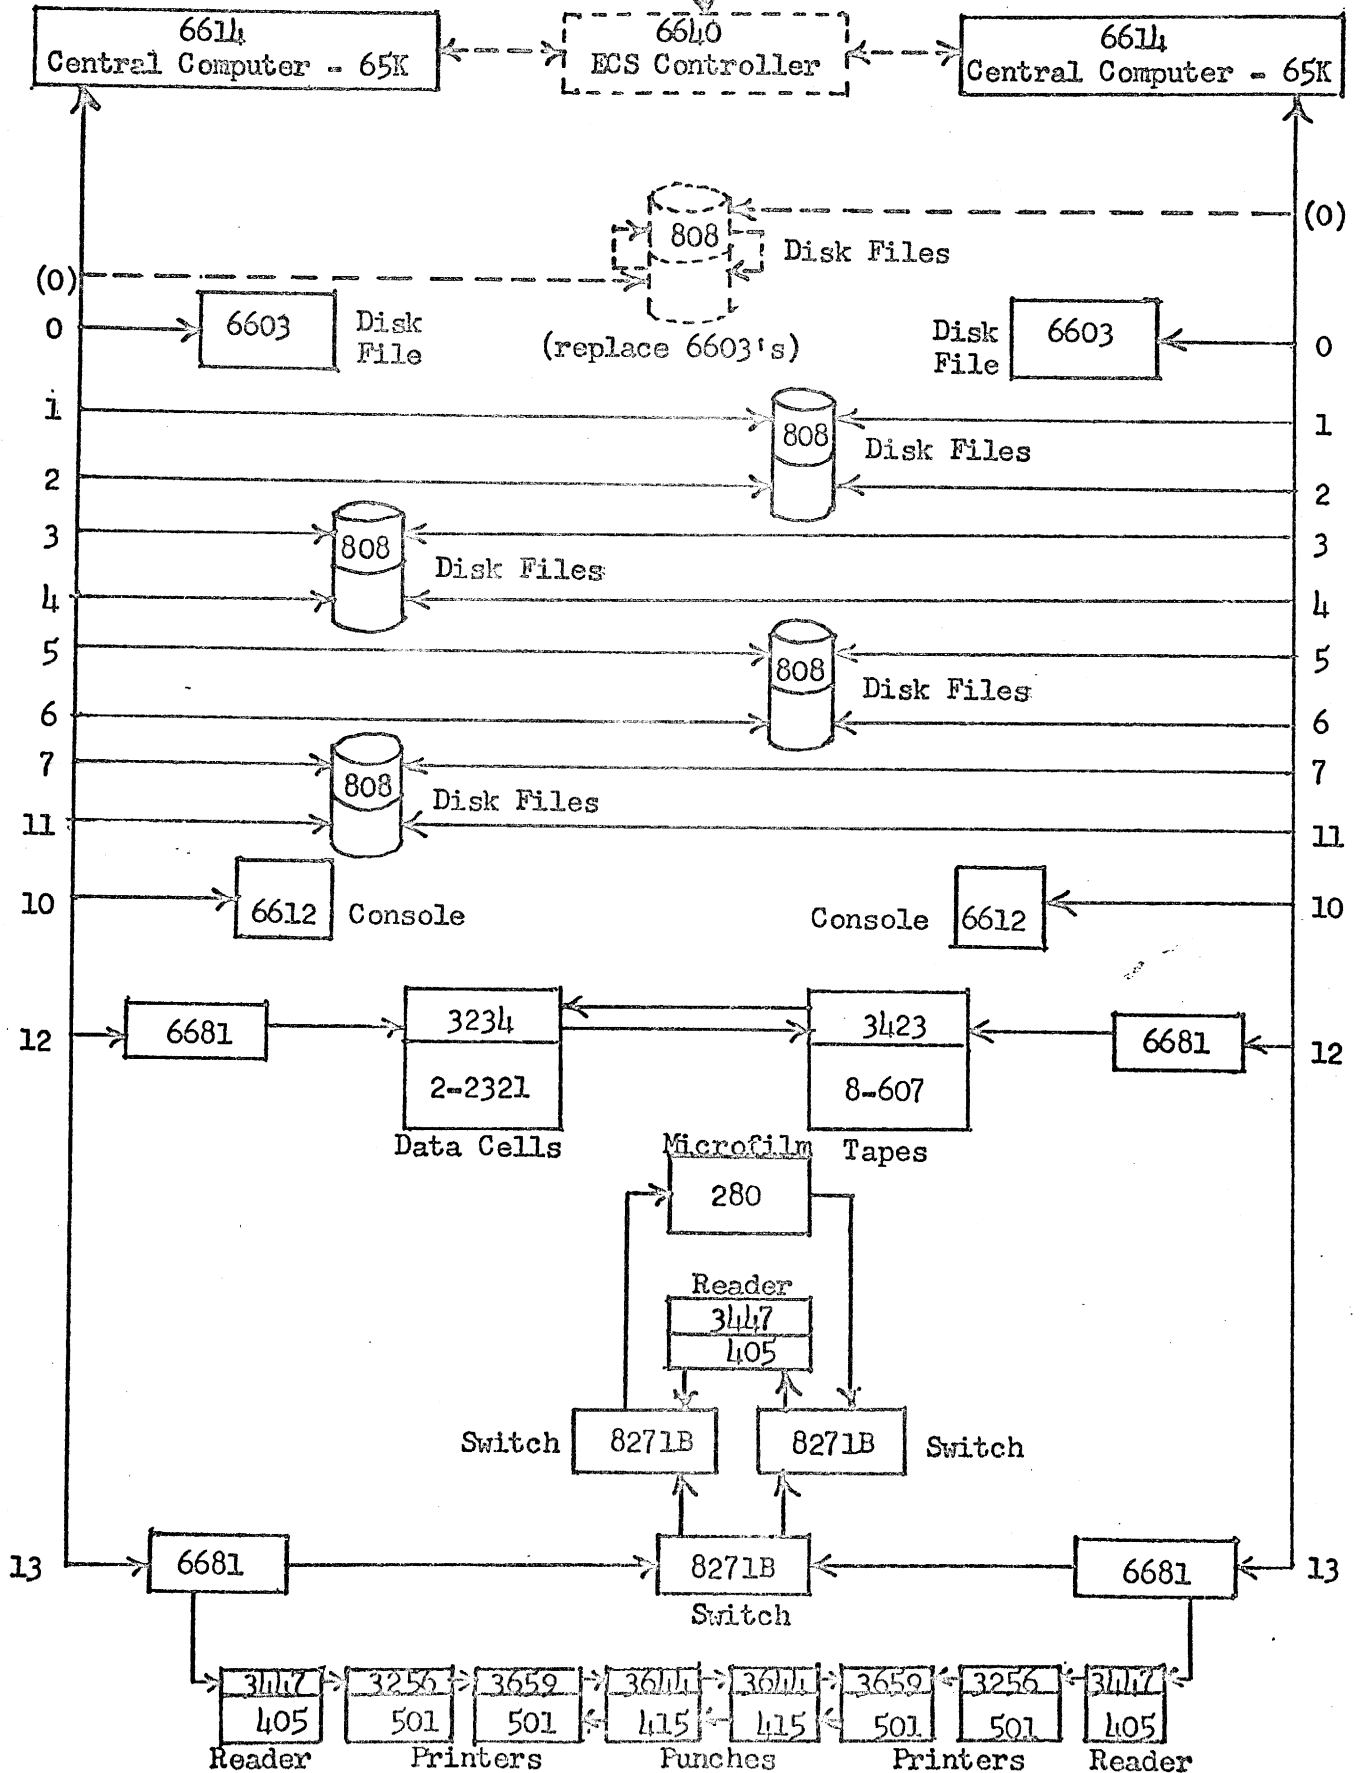 6614
Central Computer - 65K
6640
ECS Controller
6614
Central Computer - 65K
(0)
808
Disk Files
(0)
0
6603
Disk
File
(replace 6603's)
Disk
File
6603
0
1
808
Disk Files
1
2
2
3
808
Disk Files
3
4
4
5
808
Disk Files
5
6
6
7
808
Disk Files
7
11
11
10
6612
Console
Console
6612
10
12
6681
3234
2-2321
Data Cells
3423
8-607
Tapes
6681
12
Microfilm
280
Reader
3447
405
Switch
8271B
8271B
Switch
13
6681
8271B
Switch
6681
13
3447
405
Reader
3256
501
3659
501
Printers
3644
415
3644
415
Punches
3659
501
3256
501
Printers
3447
405
Reader